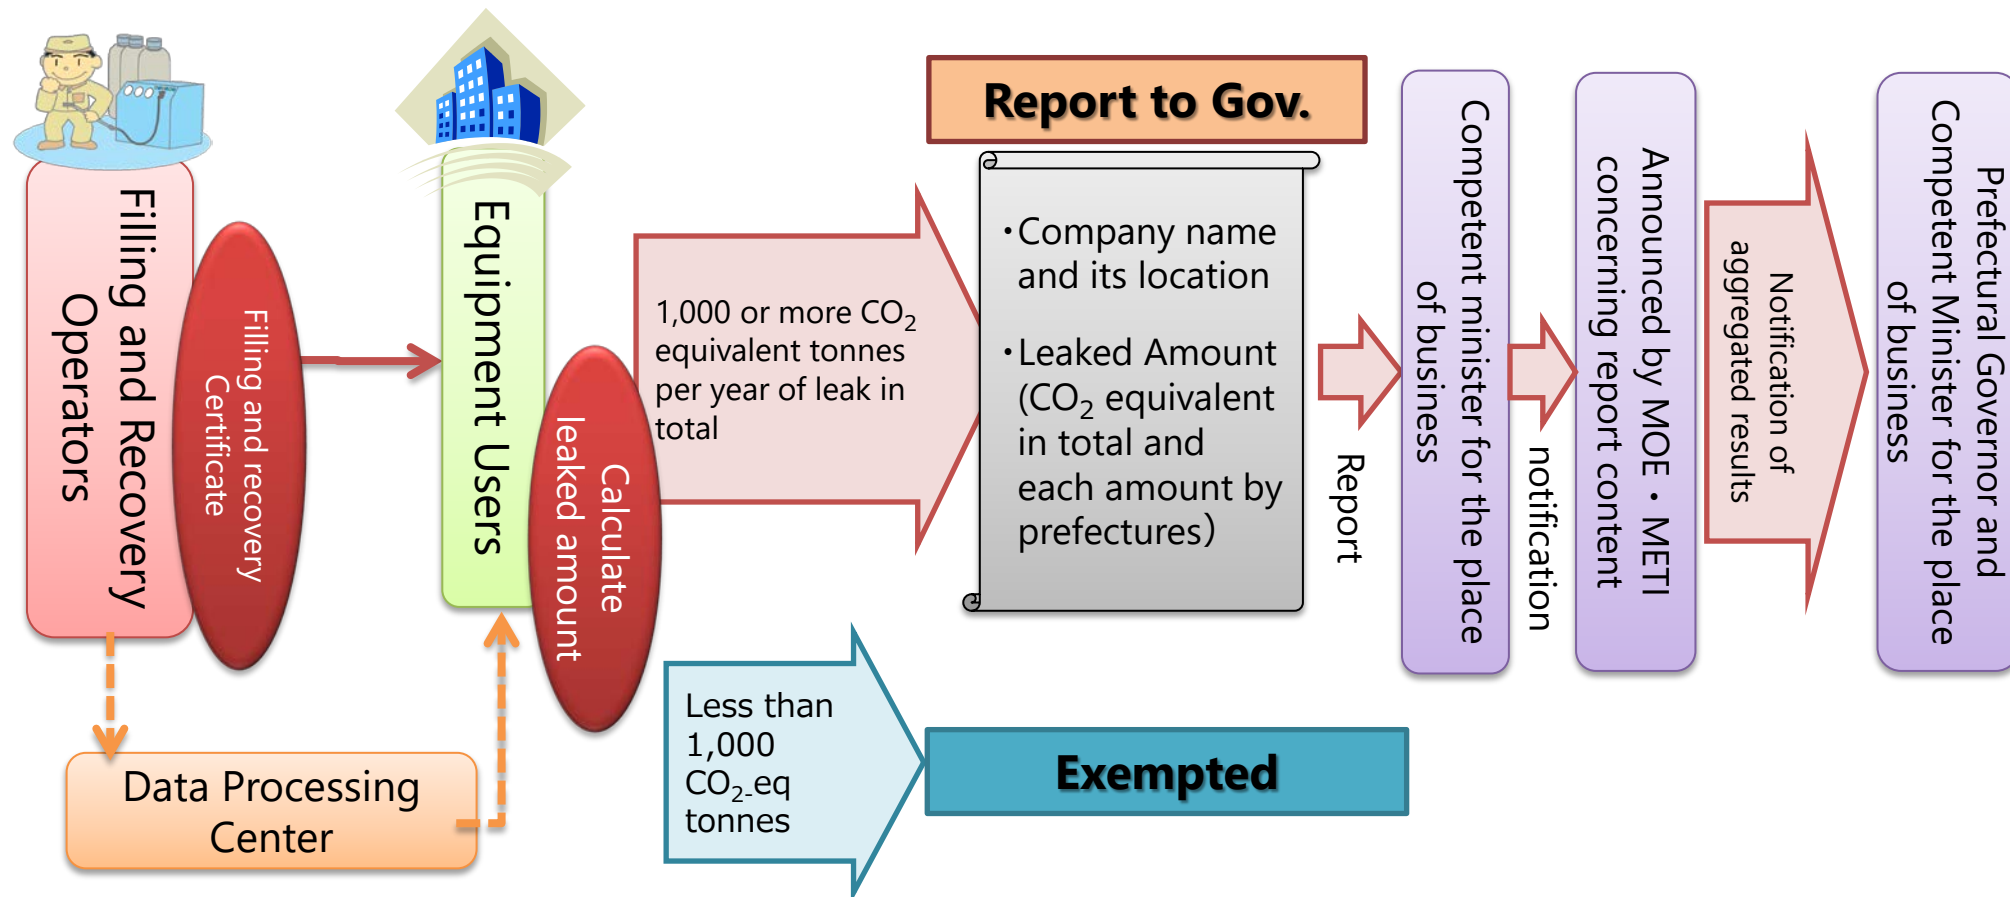 Filling and Recovery
Operators
Filling and recovery
Certificate
Equipment Users
Calculate
leaked amount
Data Processing
Center
1,000 or more CO₂
equivalent tonnes
per year of leak in
total
Less than
1,000
CO₂-eq
tonnes
Report to Gov.
・Company name
and its location
・Leaked Amount
(CO₂ equivalent
in total and
each amount by
prefectures）
Exempted
Report
Competent minister for the place
of business
notification
Announced by MOE・METI
concerning report content
Notification of
aggregated results
Prefectural Governor and
Competent Minister for the place
of business